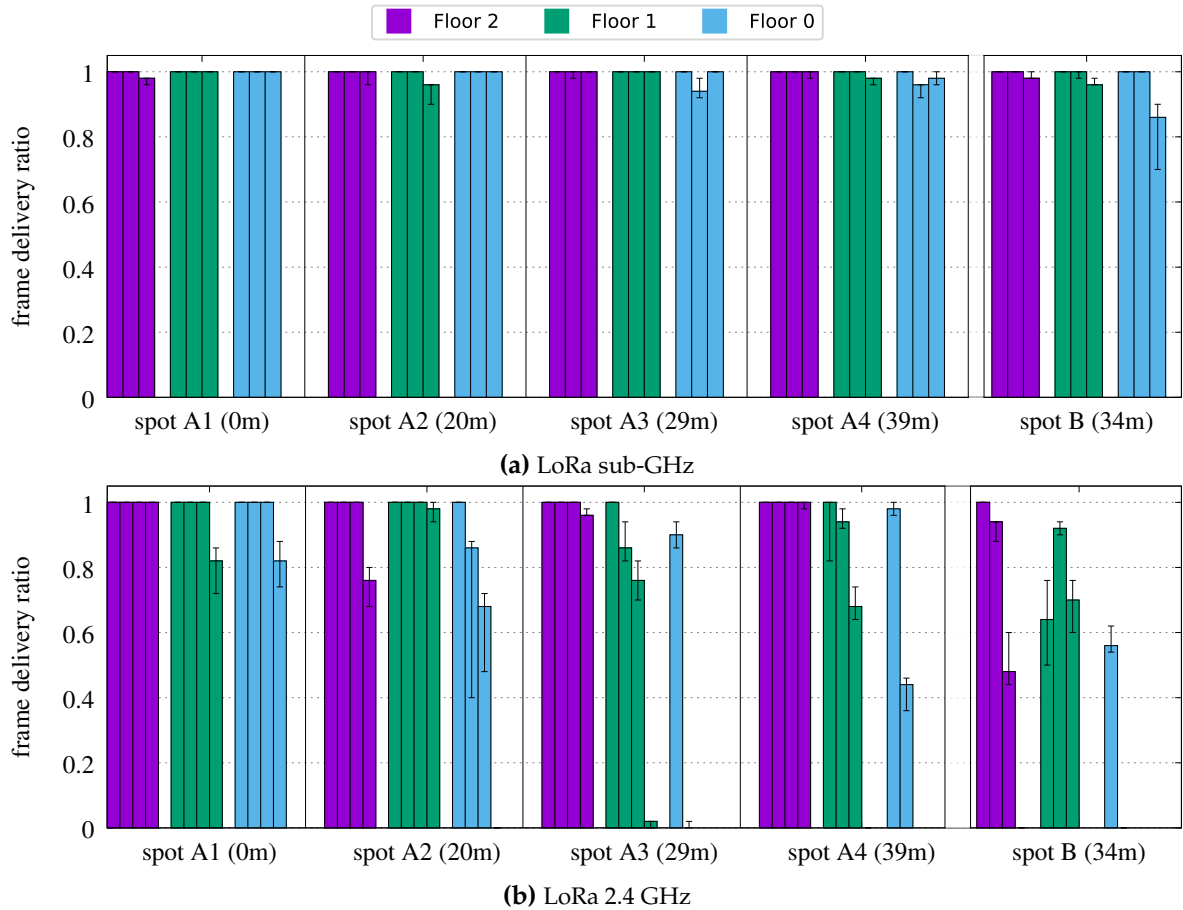 Floor 2 Floor 1 Floor 0
frame delivery ratio
1
0.8
0.6
0.4
0.2
0
spot A1 (0m) spot A2 (20m) spot A3 (29m) spot A4 (39m) spot B (34m)
(a) LoRa sub-GHz
frame delivery ratio
1
0.8
0.6
0.4
0.2
0
spot A1 (0m) spot A2 (20m) spot A3 (29m) spot A4 (39m) spot B (34m)
(b) LoRa 2.4 GHz